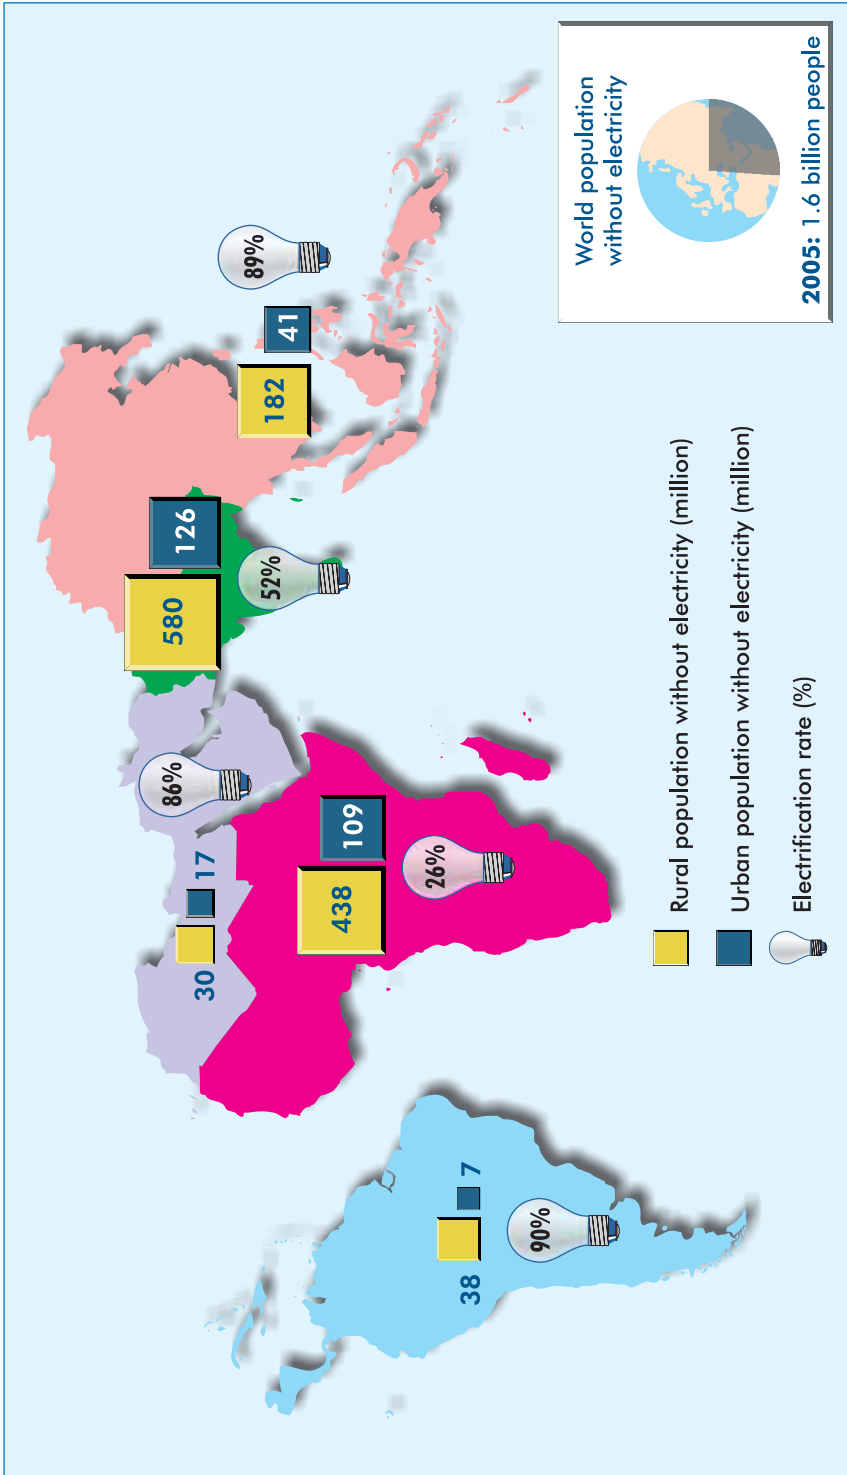 38
7
90%
30
17
86%
438
109
26%
580
126
52%
182
41
89%
Rural population without electricity (million)
Urban population without electricity (million)
Electrification rate (%)
World population
without electricity
2005: 1.6 billion people